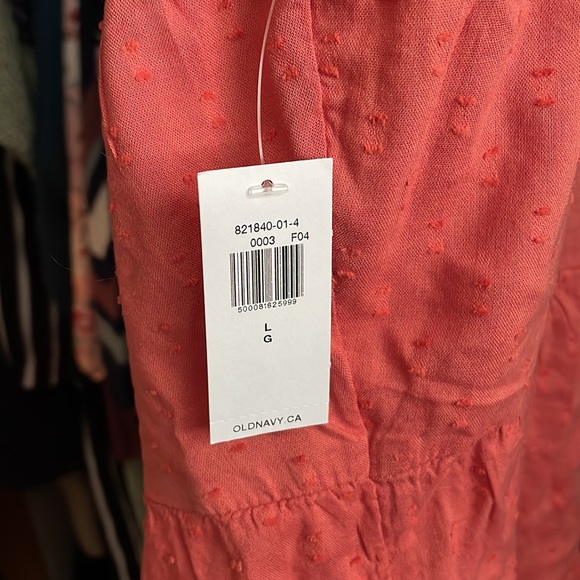 821840-01-4
0003 F04
500081625999
L
G
OLDNAVY.CA